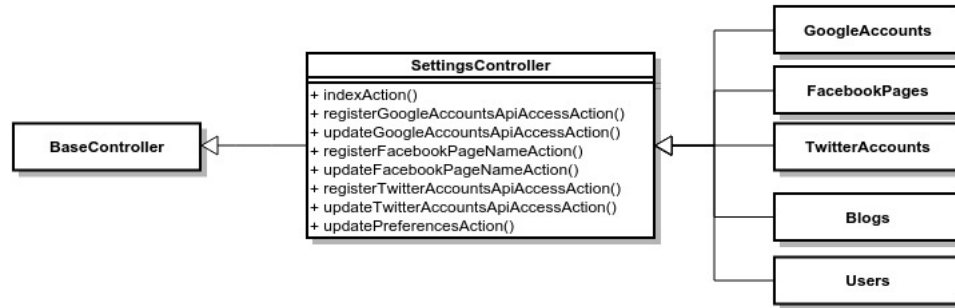 BaseController
SettingsController
+ indexAction()
+ registerGoogleAccountsApiAccessAction()
+ updateGoogleAccountsApiAccessAction()
+ registerFacebookPageNameAction()
+ updateFacebookPageNameAction()
+ registerTwitterAccountsApiAccessAction()
+ updateTwitterAccountsApiAccessAction()
+ updatePreferencesAction()
GoogleAccounts
FacebookPages
TwitterAccounts
Blogs
Users